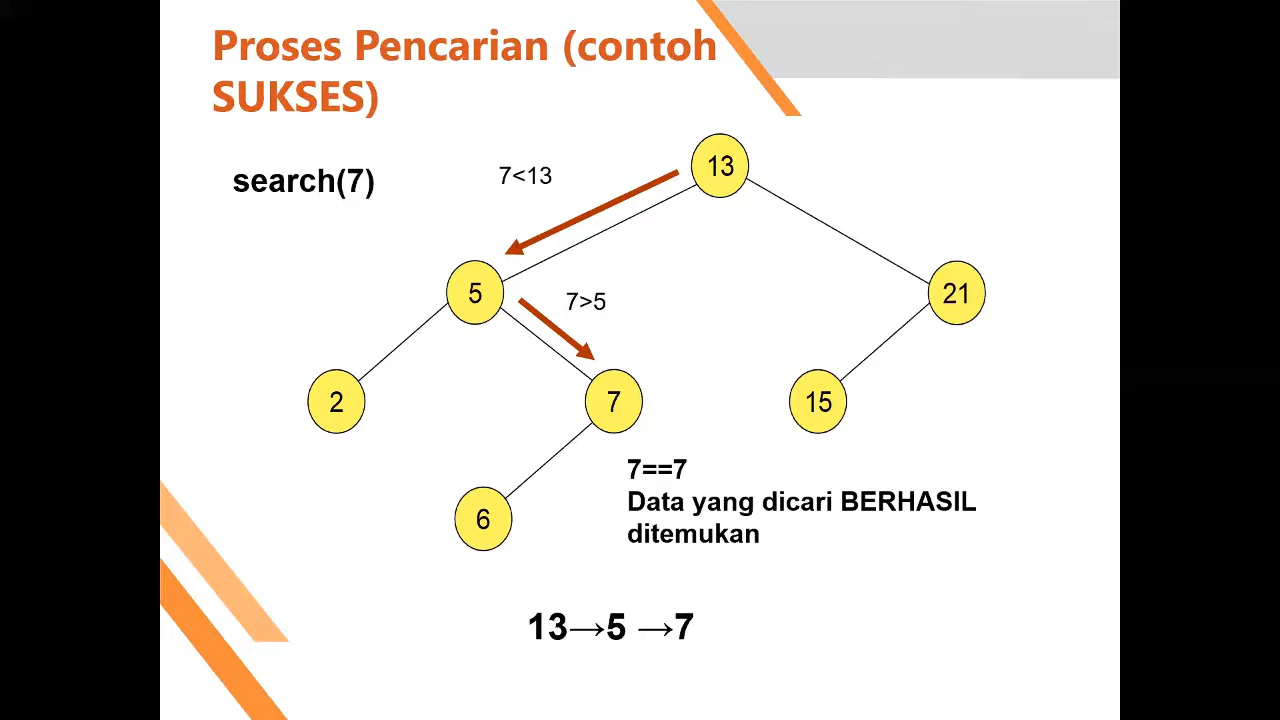 Proses Pencarian (contoh
SUKSES)
search(7)
7<13
13
5
7>5
21
2
7
15
7==7
Data yang dicari BERHASIL
ditemukan
6
13→5 →7